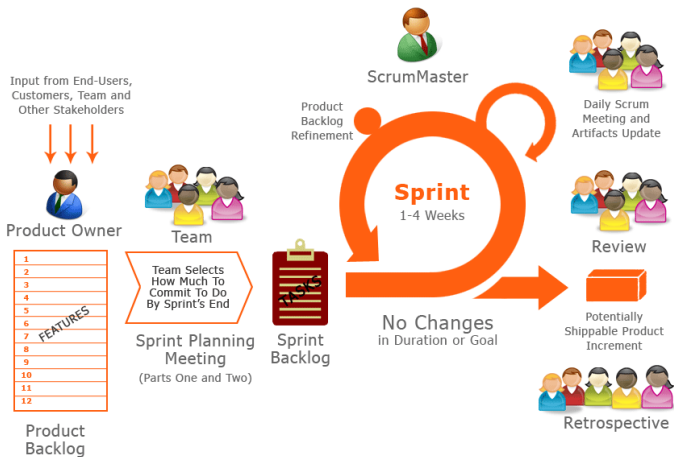 Input from End-Users,
Customers, Team and
Other Stakeholders
Product Owner
1
2
3
4
5
6
7
8
9
10
11
12
FEATURES
Product
Backlog
Team
Team Selects
How Much To
Commit To Do
By Sprint's End
Sprint Planning
Meeting
(Parts One and Two)
TASKS
Sprint
Backlog
ScrumMaster
Product
Backlog
Refinement
Sprint
1-4 Weeks
No Changes
in Duration or Goal
Daily Scrum
Meeting and
Artifacts Update
Review
Potentially
Shippable Product
Increment
Retrospective